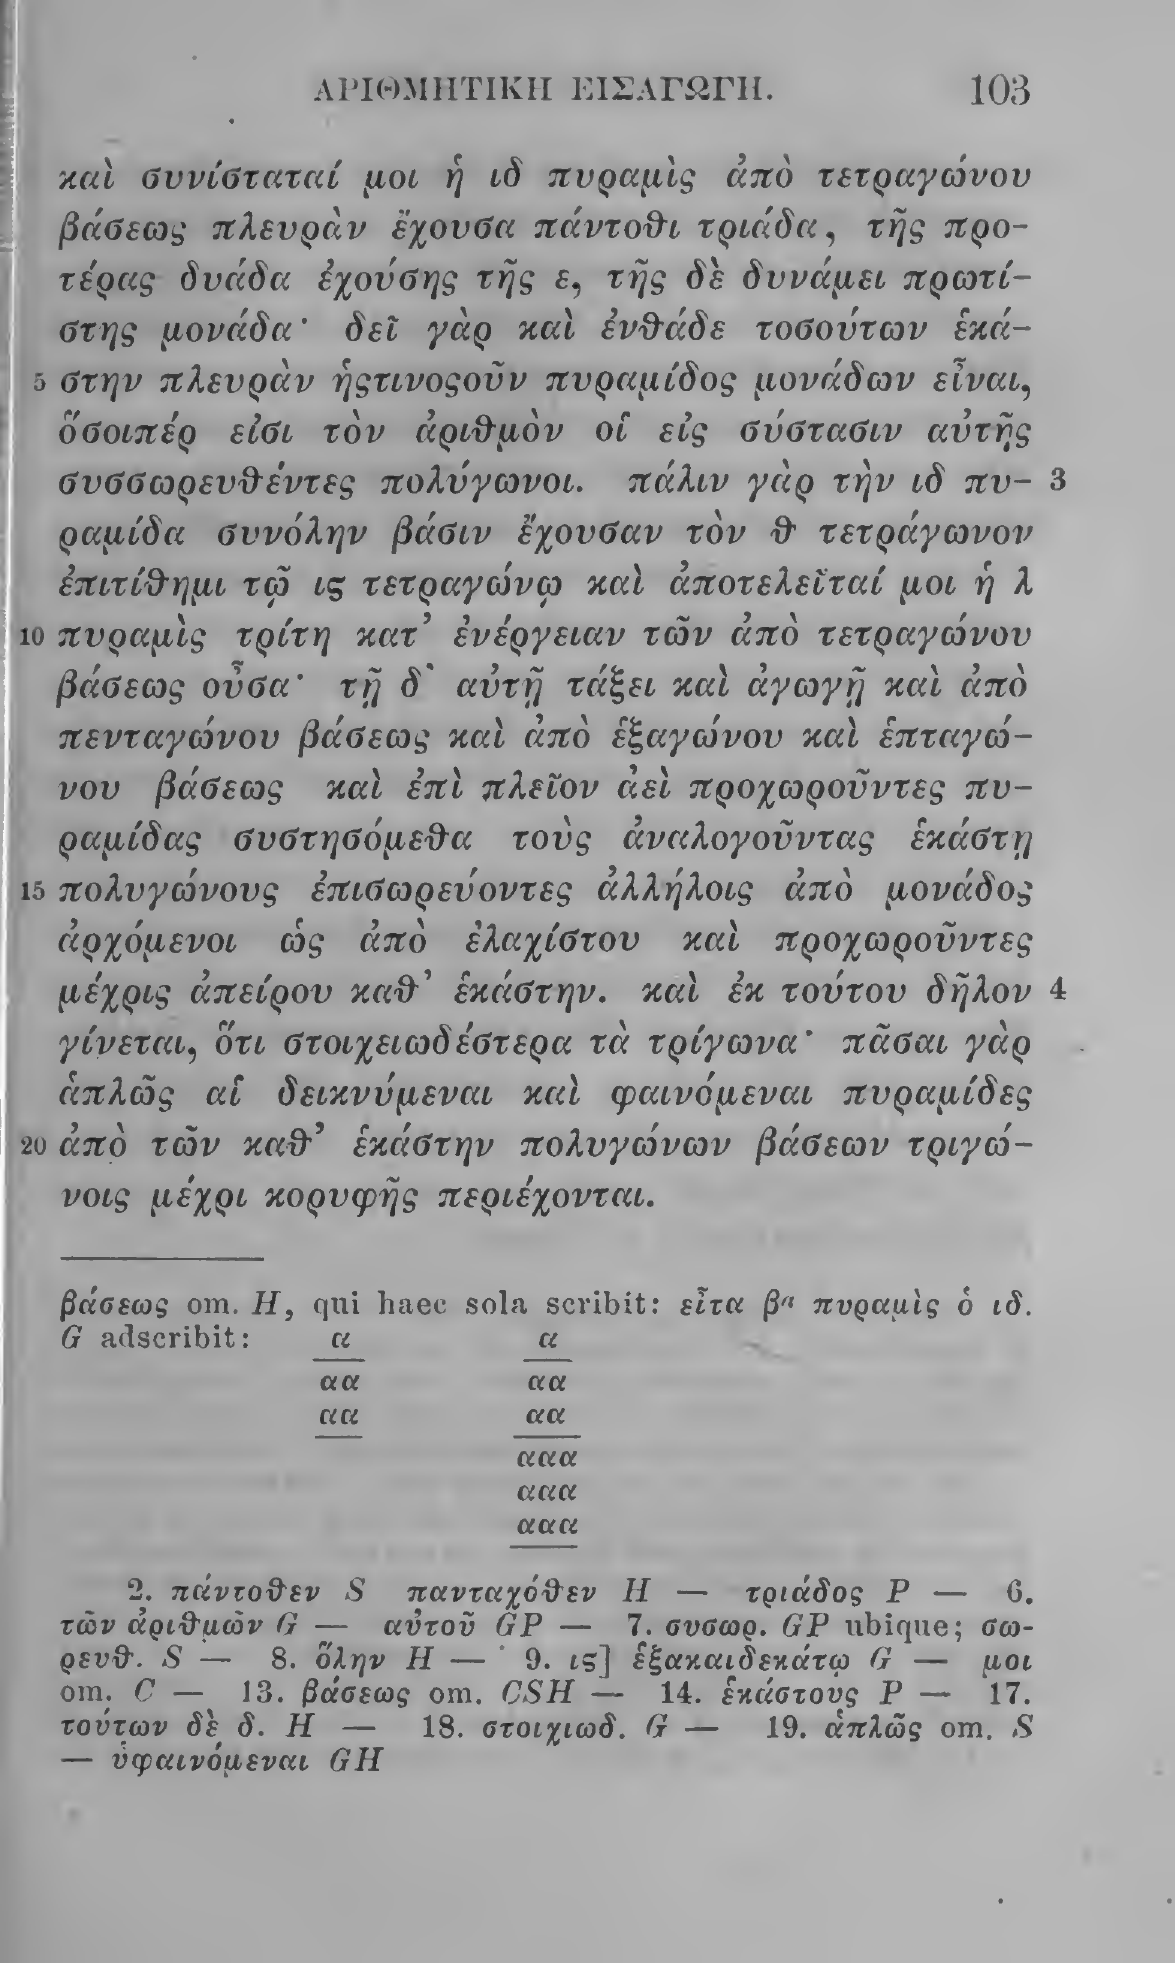 ΑΡΙΘΜΗΤΙΚΗ ΕΙΣΑΓΩΓΗ. 103
καὶ συνίσταταί μοι ἡ ιδ πυραμὶς ἀπὸ τετραγώνου
βάσεως πλευρὰν ἔχουσα πάντοθι τριάδα, τῆς προ-
τέρας δυάδα ἐχούσης τῆς ε, τῆς δὲ δυνάμει πρωτί-
στης μονάδα· δεῖ γὰρ καὶ ἐνθάδε τοσούτων ἑκά-
5 στην πλευρὰν ἡςτινοςοῦν πυραμίδος μονάδων εἶναι,
ὅσοιπέρ εἰσι τὸν ἀριθμὸν οἱ εἰς σύστασιν αὐτῆς
συσσωρευθέντες πολύγωνοι. πάλιν γὰρ τὴν ιδ πυ- 3
ραμίδα συνόλην βάσιν ἔχουσαν τὸν θ τετράγωνον
ἐπιτίθημι τῷ ις τετραγώνῳ καὶ ἀποτελεῖταί μοι ἡ λ
10 πυραμὶς τρίτη κατ’ ἐνέργειαν τῶν ἀπὸ τετραγώνου
βάσεως οὖσα· τῇ δ᾽ αὐτῇ τάξει καὶ ἀγωγῇ καὶ ἀπὸ
πενταγώνου βάσεως καὶ ἀπὸ ἑξαγώνου καὶ ἑπταγώ-
νου βάσεως καὶ ἐπὶ πλεῖον ἀεὶ προχωροῦντες πυ-
ραμίδας συστησόμεθα τοὺς ἀναλογοῦντας ἑκάστῃ
15 πολυγώνους ἐπισωρεύοντες ἀλλήλοις ἀπὸ μονάδος
ἀρχόμενοι ὡς ἀπὸ ἐλαχίστου καὶ προχωροῦντες
μέχρις ἀπείρου καθ’ ἑκάστην. καὶ ἐκ τούτου δῆλον 4
γίνεται, ὅτι στοιχειωδέστερα τὰ τρίγωνα· πᾶσαι γὰρ
ἁπλῶς αἱ δεικνύμεναι καὶ φαινόμεναι πυραμίδες
20 ἀπὸ τῶν καθ’ ἑκάστην πολυγώνων βάσεων τριγώ-
νοις μέχρι κορυφῆς περιέχονται.
βάσεως om. H, qui haec sola scribit: εἶτα βα πυραμὶς ὁ ιδ.
G adscribit: α α
αα αα
αα αα
ααα
ααα
ααα
2. πάντοθεν S πανταχόθεν H — τριάδος P — 6.
τῶν ἀριθμῶν G — αὐτοῦ GP — 7. συσωρ. GP ubique; σω-
ρευθ. S — 8. ὅλην H — 9. ις] ἑξακαιδεκάτῳ G — μοι
om. C — 13. βάσεως om. CSH — 14. ἑκάστους P — 17.
τούτων δὲ δ. H — 18. στοιχιωδ. G — 19. ἁπλῶς om. S
— ὑφαινόμεναι GH